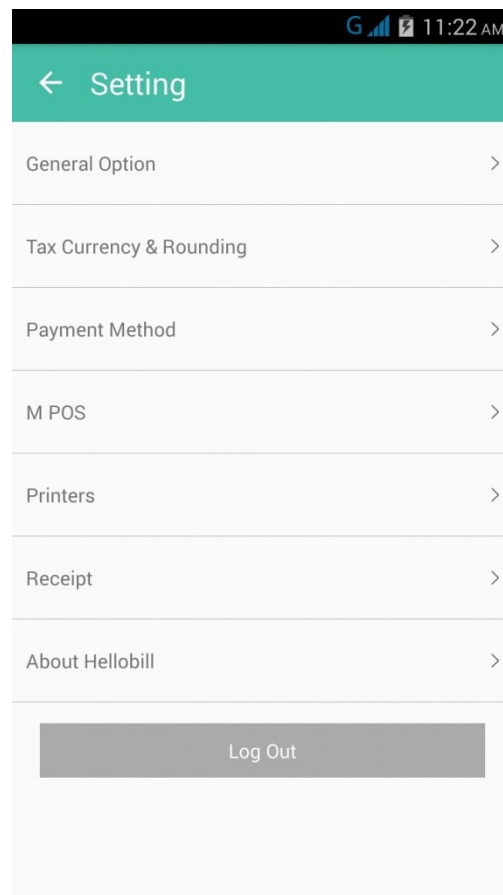 G 11:22 AM
Setting
General Option
Tax Currency & Rounding
Payment Method
M POS
Printers
Receipt
About Hellobill
Log Out